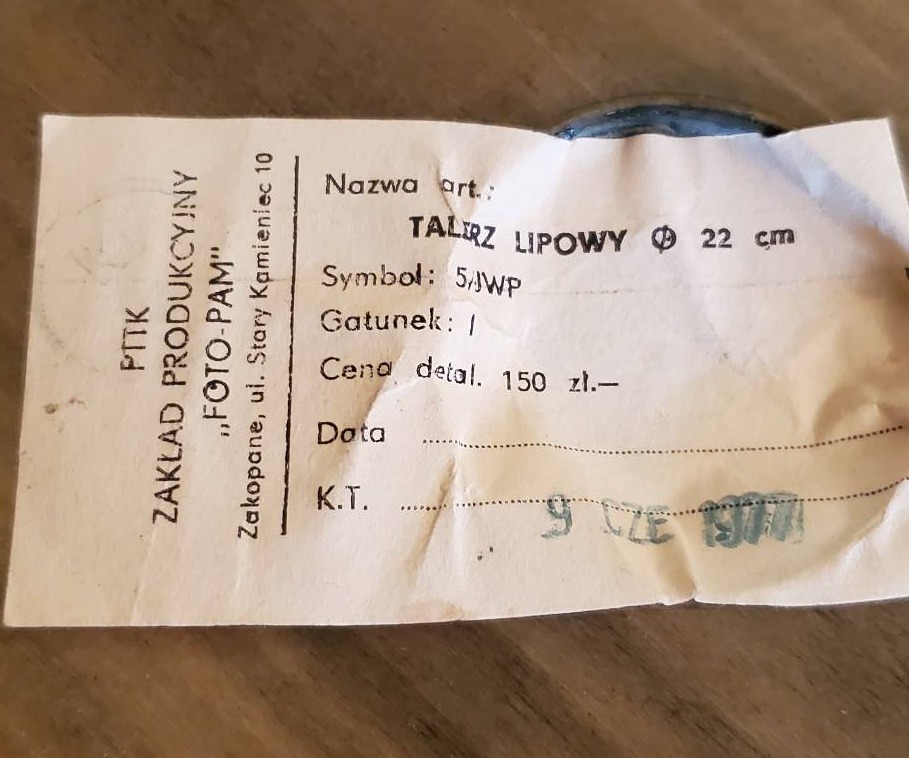 PTTK
ZAKŁAD PRODUKCYJNY
„FOTO-PAM"
Zakopane, ul. Stary Kamieniec 10
Nazwa art.:
TALERZ LIPOWY Ø 22 cm
Symbol: 5/JWP
Gatunek: I
Cena detal. 150 zł.—
Data
K.T.
9 CZE 1977